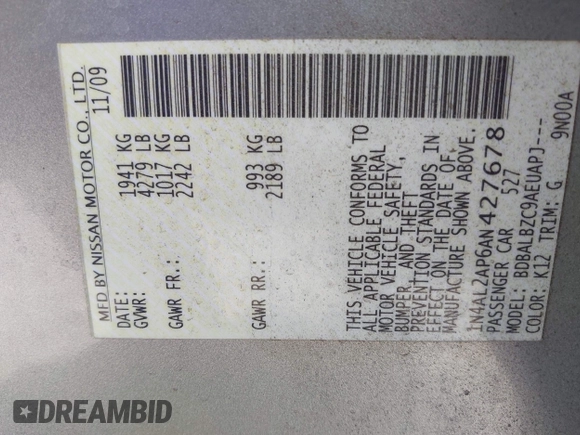 MFD BY NISSAN MOTOR CO., LTD.
DATE: 11/09
GVWR: 1941 KG
4279 LB
GAWR FR.: 1017 KG
2242 LB
GAWR RR.: 993 KG
2189 LB
THIS VEHICLE CONFORMS TO
ALL APPLICABLE FEDERAL
MOTOR VEHICLE SAFETY,
BUMPER, AND THEFT
PREVENTION STANDARDS IN
EFFECT ON THE DATE OF
MANUFACTURE SHOWN ABOVE.
1N4AL2AP6AN427678
PASSENGER CAR 527
MODEL: BDBALBZC9AEUAPJ---
COLOR: K12 TRIM: G 9N00A
DREAMBID